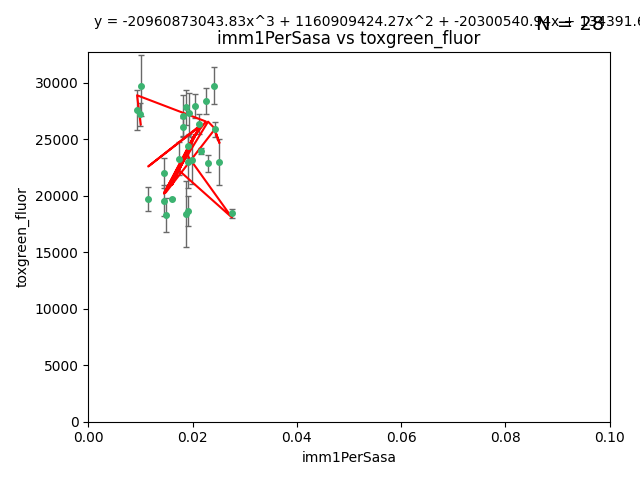 y = -20960873043.83x^3 + 1160909424.27x^2 + -20300540.94x + 134391.6
N = 28
imm1PerSasa vs toxgreen_fluor
30000
25000
20000
15000
10000
5000
0
toxgreen_fluor
0.00 0.02 0.04 0.06 0.08 0.10
imm1PerSasa